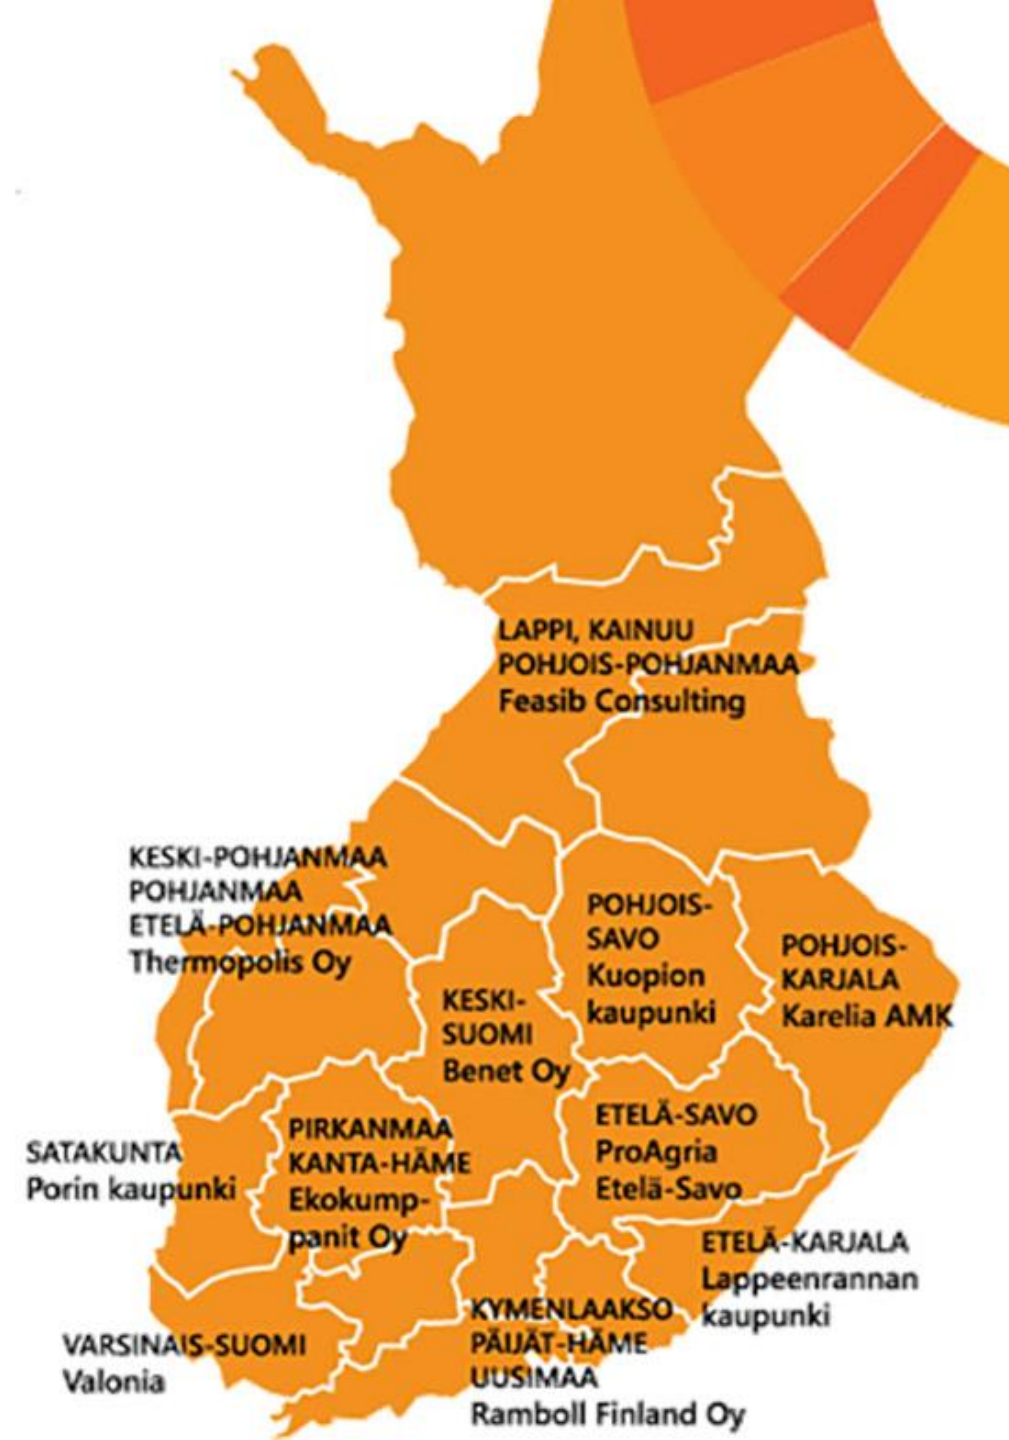 LAPPI, KAINUU
POHJOIS-POHJANMAA
Feasib Consulting
KESKI-POHJANMAA
POHJANMAA
ETELÄ-POHJANMAA
Thermopolis Oy
POHJOIS-
SAVO
Kuopion
kaupunki
POHJOIS-
KARJALA
Karelia AMK
KESKI-
SUOMI
Benet Oy
ETELÄ-SAVO
ProAgria
Etelä-Savo
PIRKANMAA
KANTA-HÄME
Ekokump-
panit Oy
SATAKUNTA
Porin kaupunki
ETELÄ-KARJALA
Lappeenrannan
kaupunki
KYMENLAAKSO
PÄIJÄT-HÄME
UUSIMAA
Ramboll Finland Oy
VARSINAIS-SUOMI
Valonia